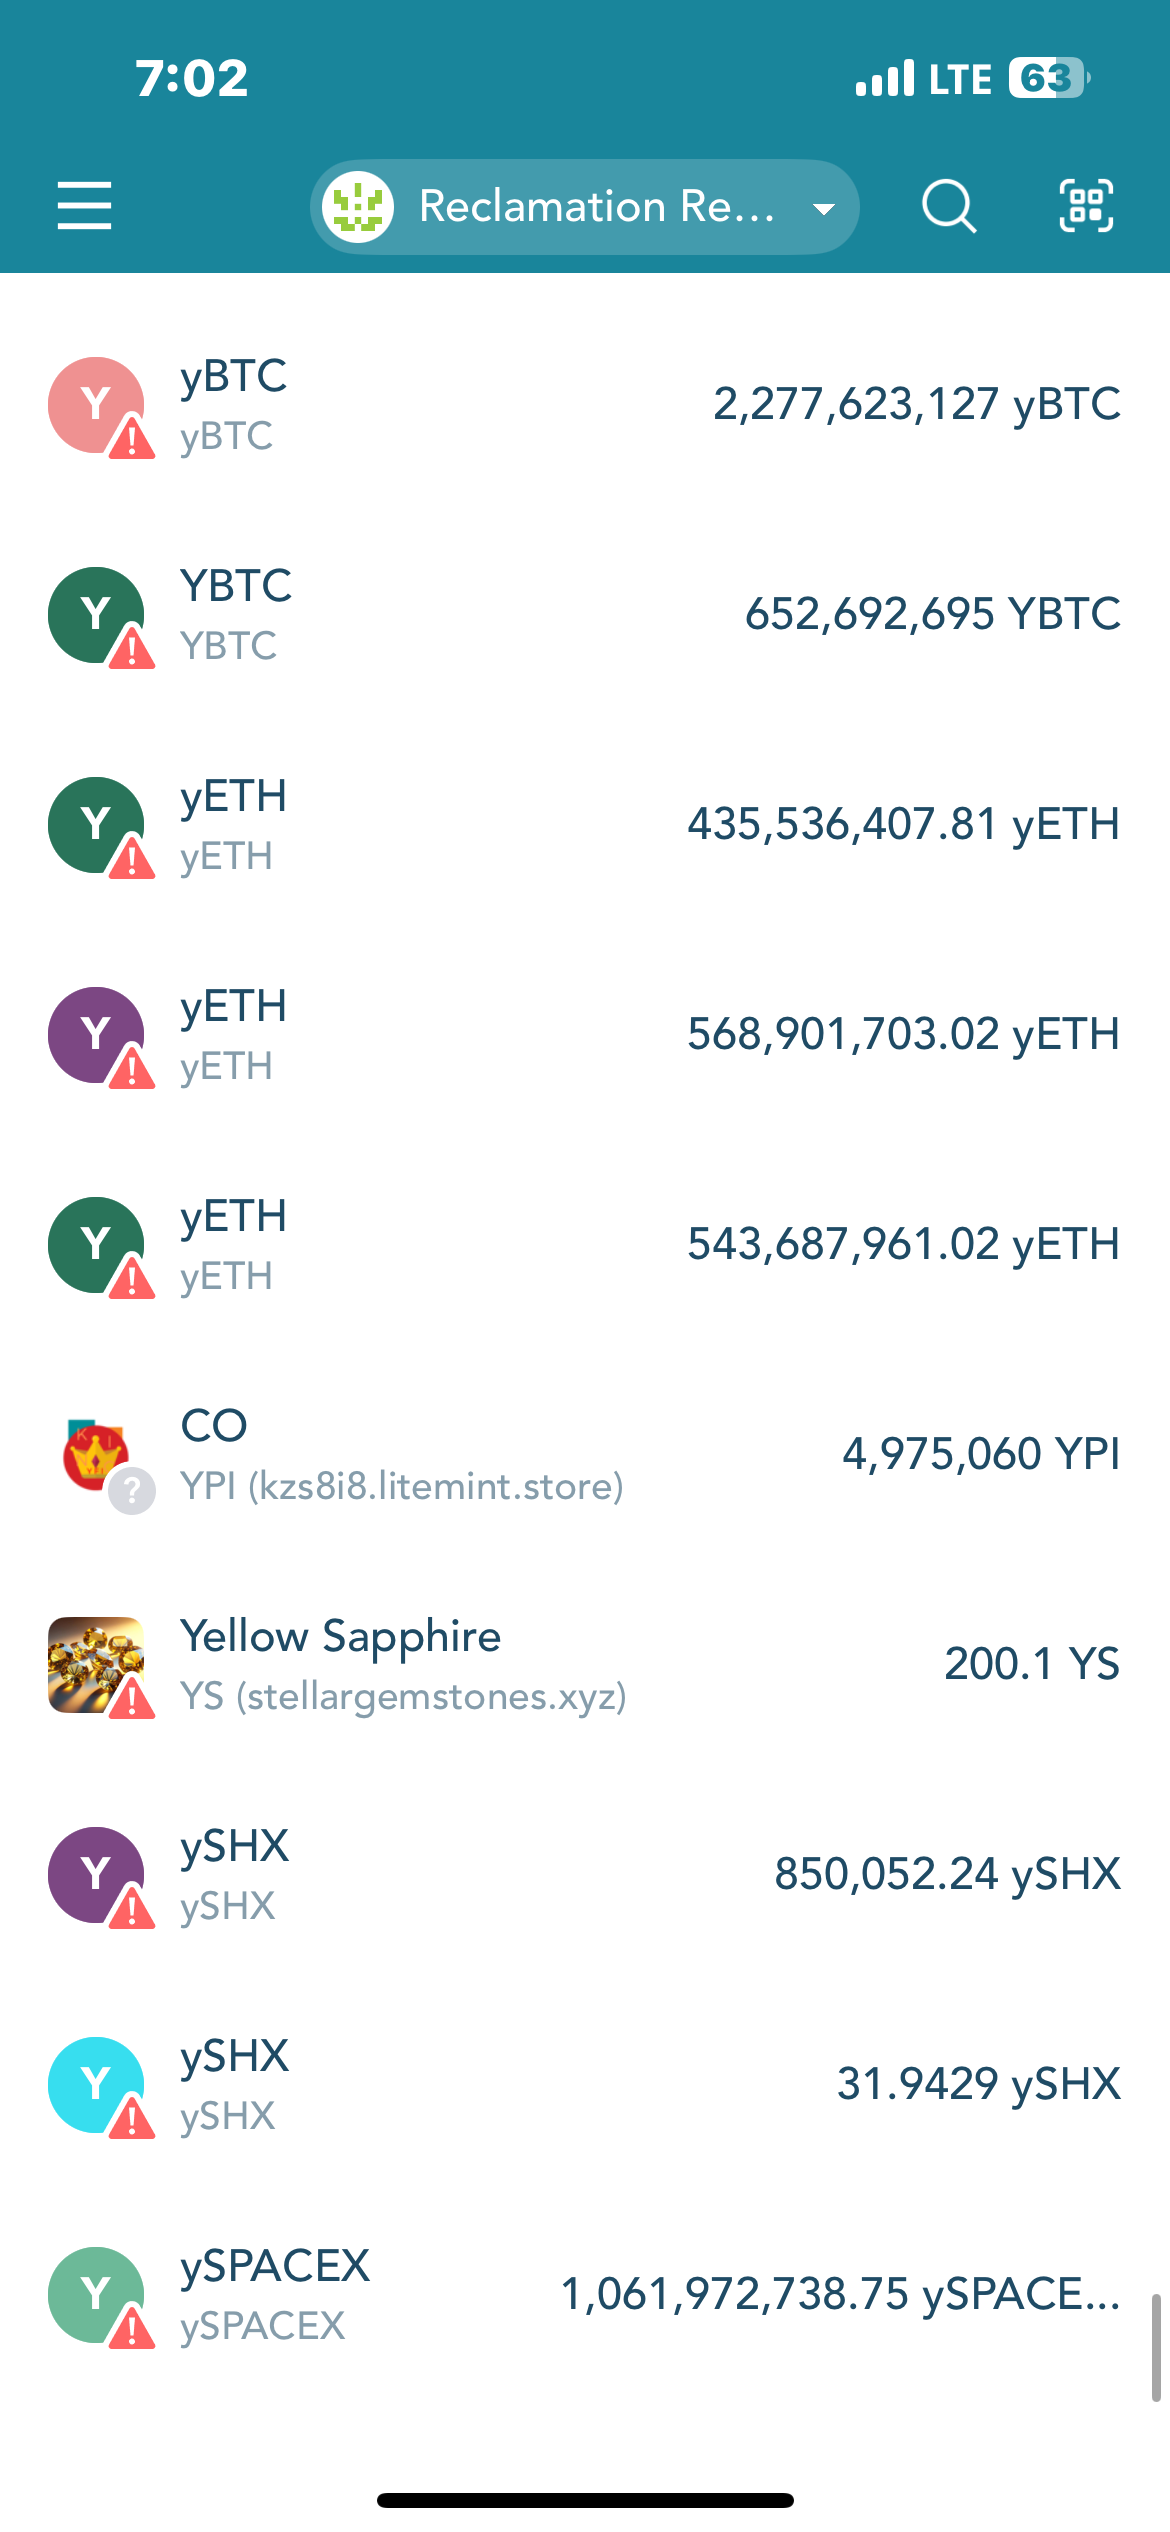 7:02
LTE 63
Reclamation Re...
Y
yBTC
yBTC
2,277,623,127 yBTC
Y
YBTC
YBTC
652,692,695 YBTC
Y
yETH
yETH
435,536,407.81 yETH
Y
yETH
yETH
568,901,703.02 yETH
Y
yETH
yETH
543,687,961.02 yETH
K I
?
CO
YPI (kzs8i8.litemint.store)
4,975,060 YPI
Yellow Sapphire
YS (stellargemstones.xyz)
200.1 YS
Y
ySHX
ySHX
850,052.24 ySHX
Y
ySHX
ySHX
31.9429 ySHX
Y
ySPACEX
ySPACEX
1,061,972,738.75 ySPACE...